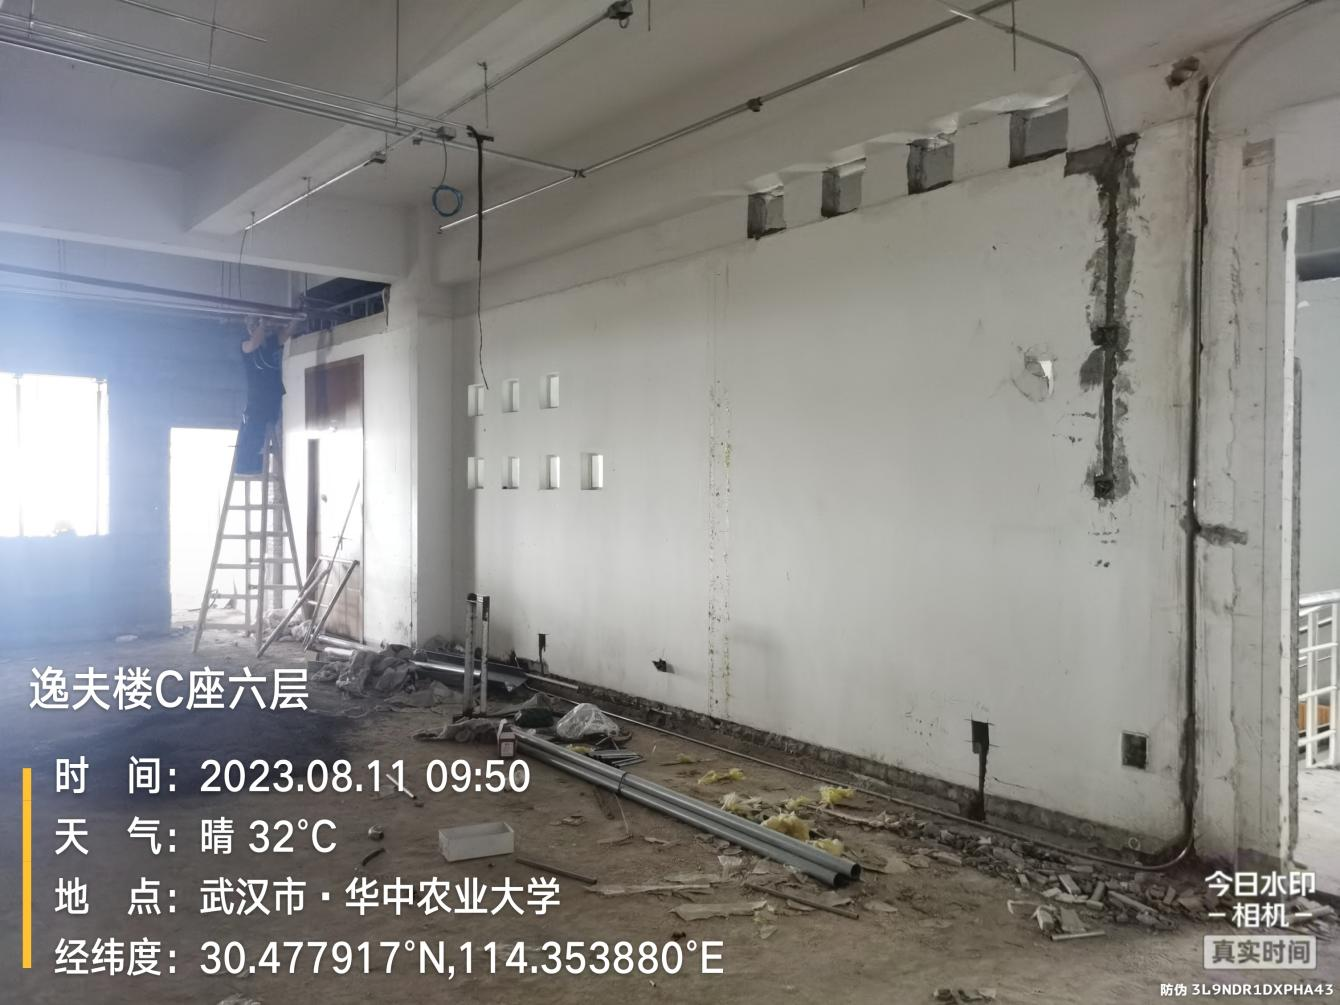 逸夫楼C座六层
时 间：2023.08.11 09:50
天 气：晴 32°C
地 点：武汉市·华中农业大学
经纬度：30.477917°N,114.353880°E
今日水印
-相机-
真实时间
防伪 3L9NDR1DXPHA43